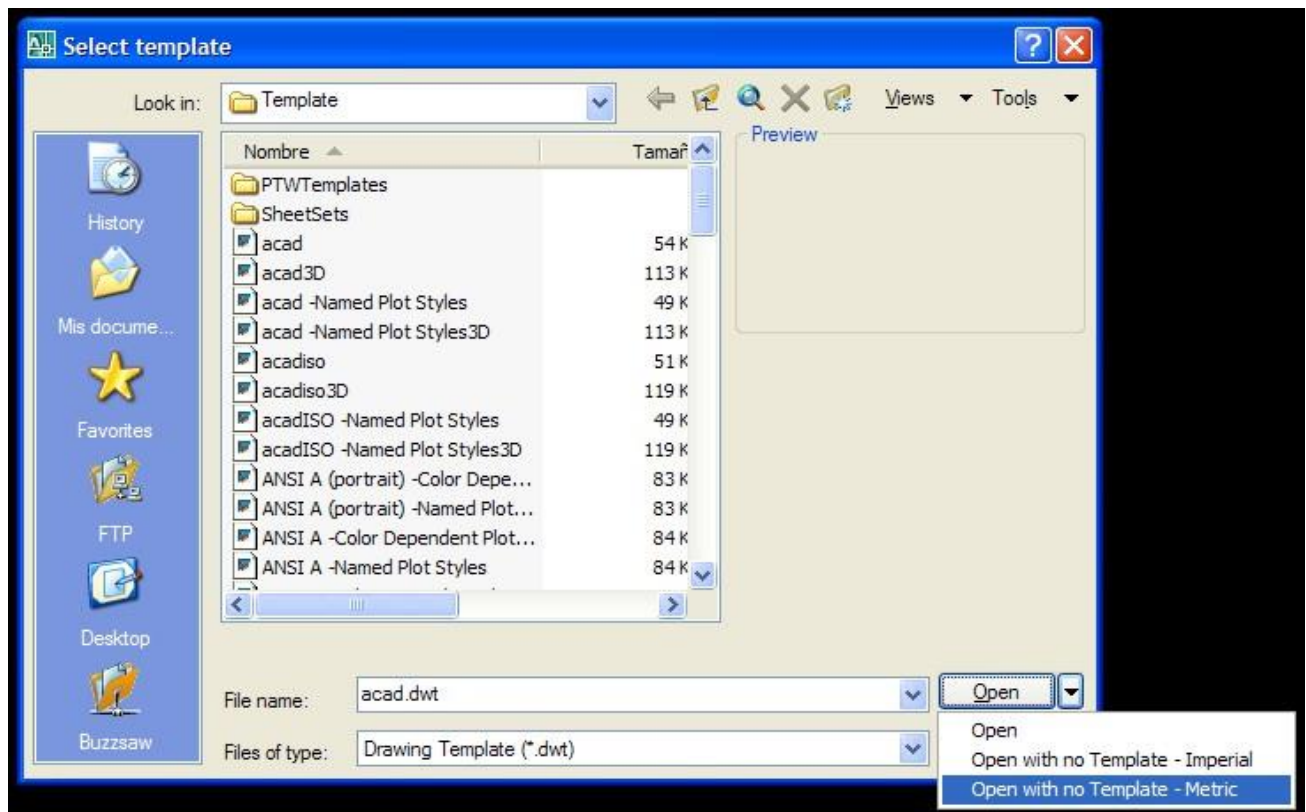 Select template
Look in: Template Views Tools
Nombre Tamañ Preview
PTWTemplates
SheetSets
acad 54 K
acad3D 113 K
acad -Named Plot Styles 49 K
acad -Named Plot Styles3D 113 K
acadiso 51 K
acadiso3D 119 K
acadISO -Named Plot Styles 49 K
acadISO -Named Plot Styles3D 119 K
ANSI A (portrait) -Color Depe... 83 K
ANSI A (portrait) -Named Plot... 83 K
ANSI A -Color Dependent Plot... 84 K
ANSI A -Named Plot Styles 84 K
History
Mis docume...
Favorites
FTP
Desktop
Buzzsaw
File name: acad.dwt Open
Files of type: Drawing Template (*.dwt)
Open
Open with no Template - Imperial
Open with no Template - Metric